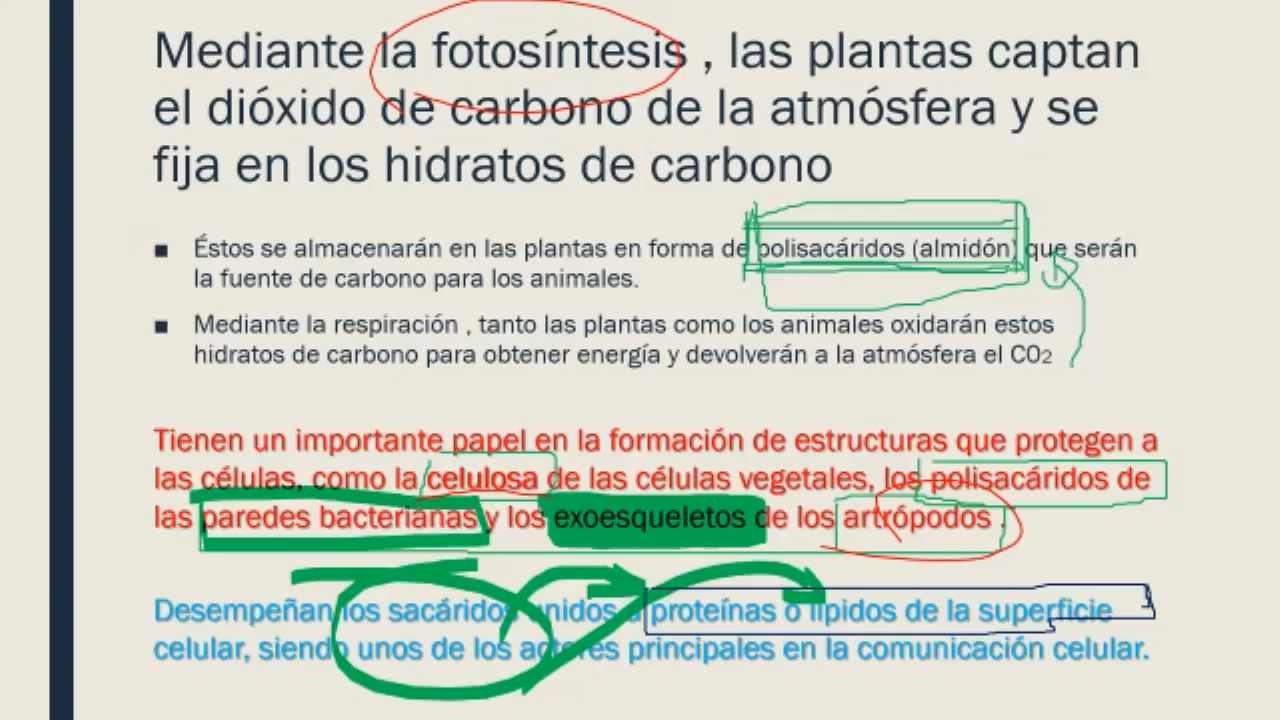 Mediante la fotosíntesis , las plantas captan
el dióxido de carbono de la atmósfera y se
fija en los hidratos de carbono
■ Éstos se almacenarán en las plantas en forma de polisacáridos (almidón) que serán
la fuente de carbono para los animales.
■ Mediante la respiración , tanto las plantas como los animales oxidarán estos
hidratos de carbono para obtener energía y devolverán a la atmósfera el CO2
Tienen un importante papel en la formación de estructuras que protegen a
las células, como la celulosa de las células vegetales, los polisacáridos de
las paredes bacterianas y los exoesqueletos de los artrópodos .
Desempeñan los sacáridos unidos a proteínas o lípidos de la superficie
celular, siendo unos de los actores principales en la comunicación celular.